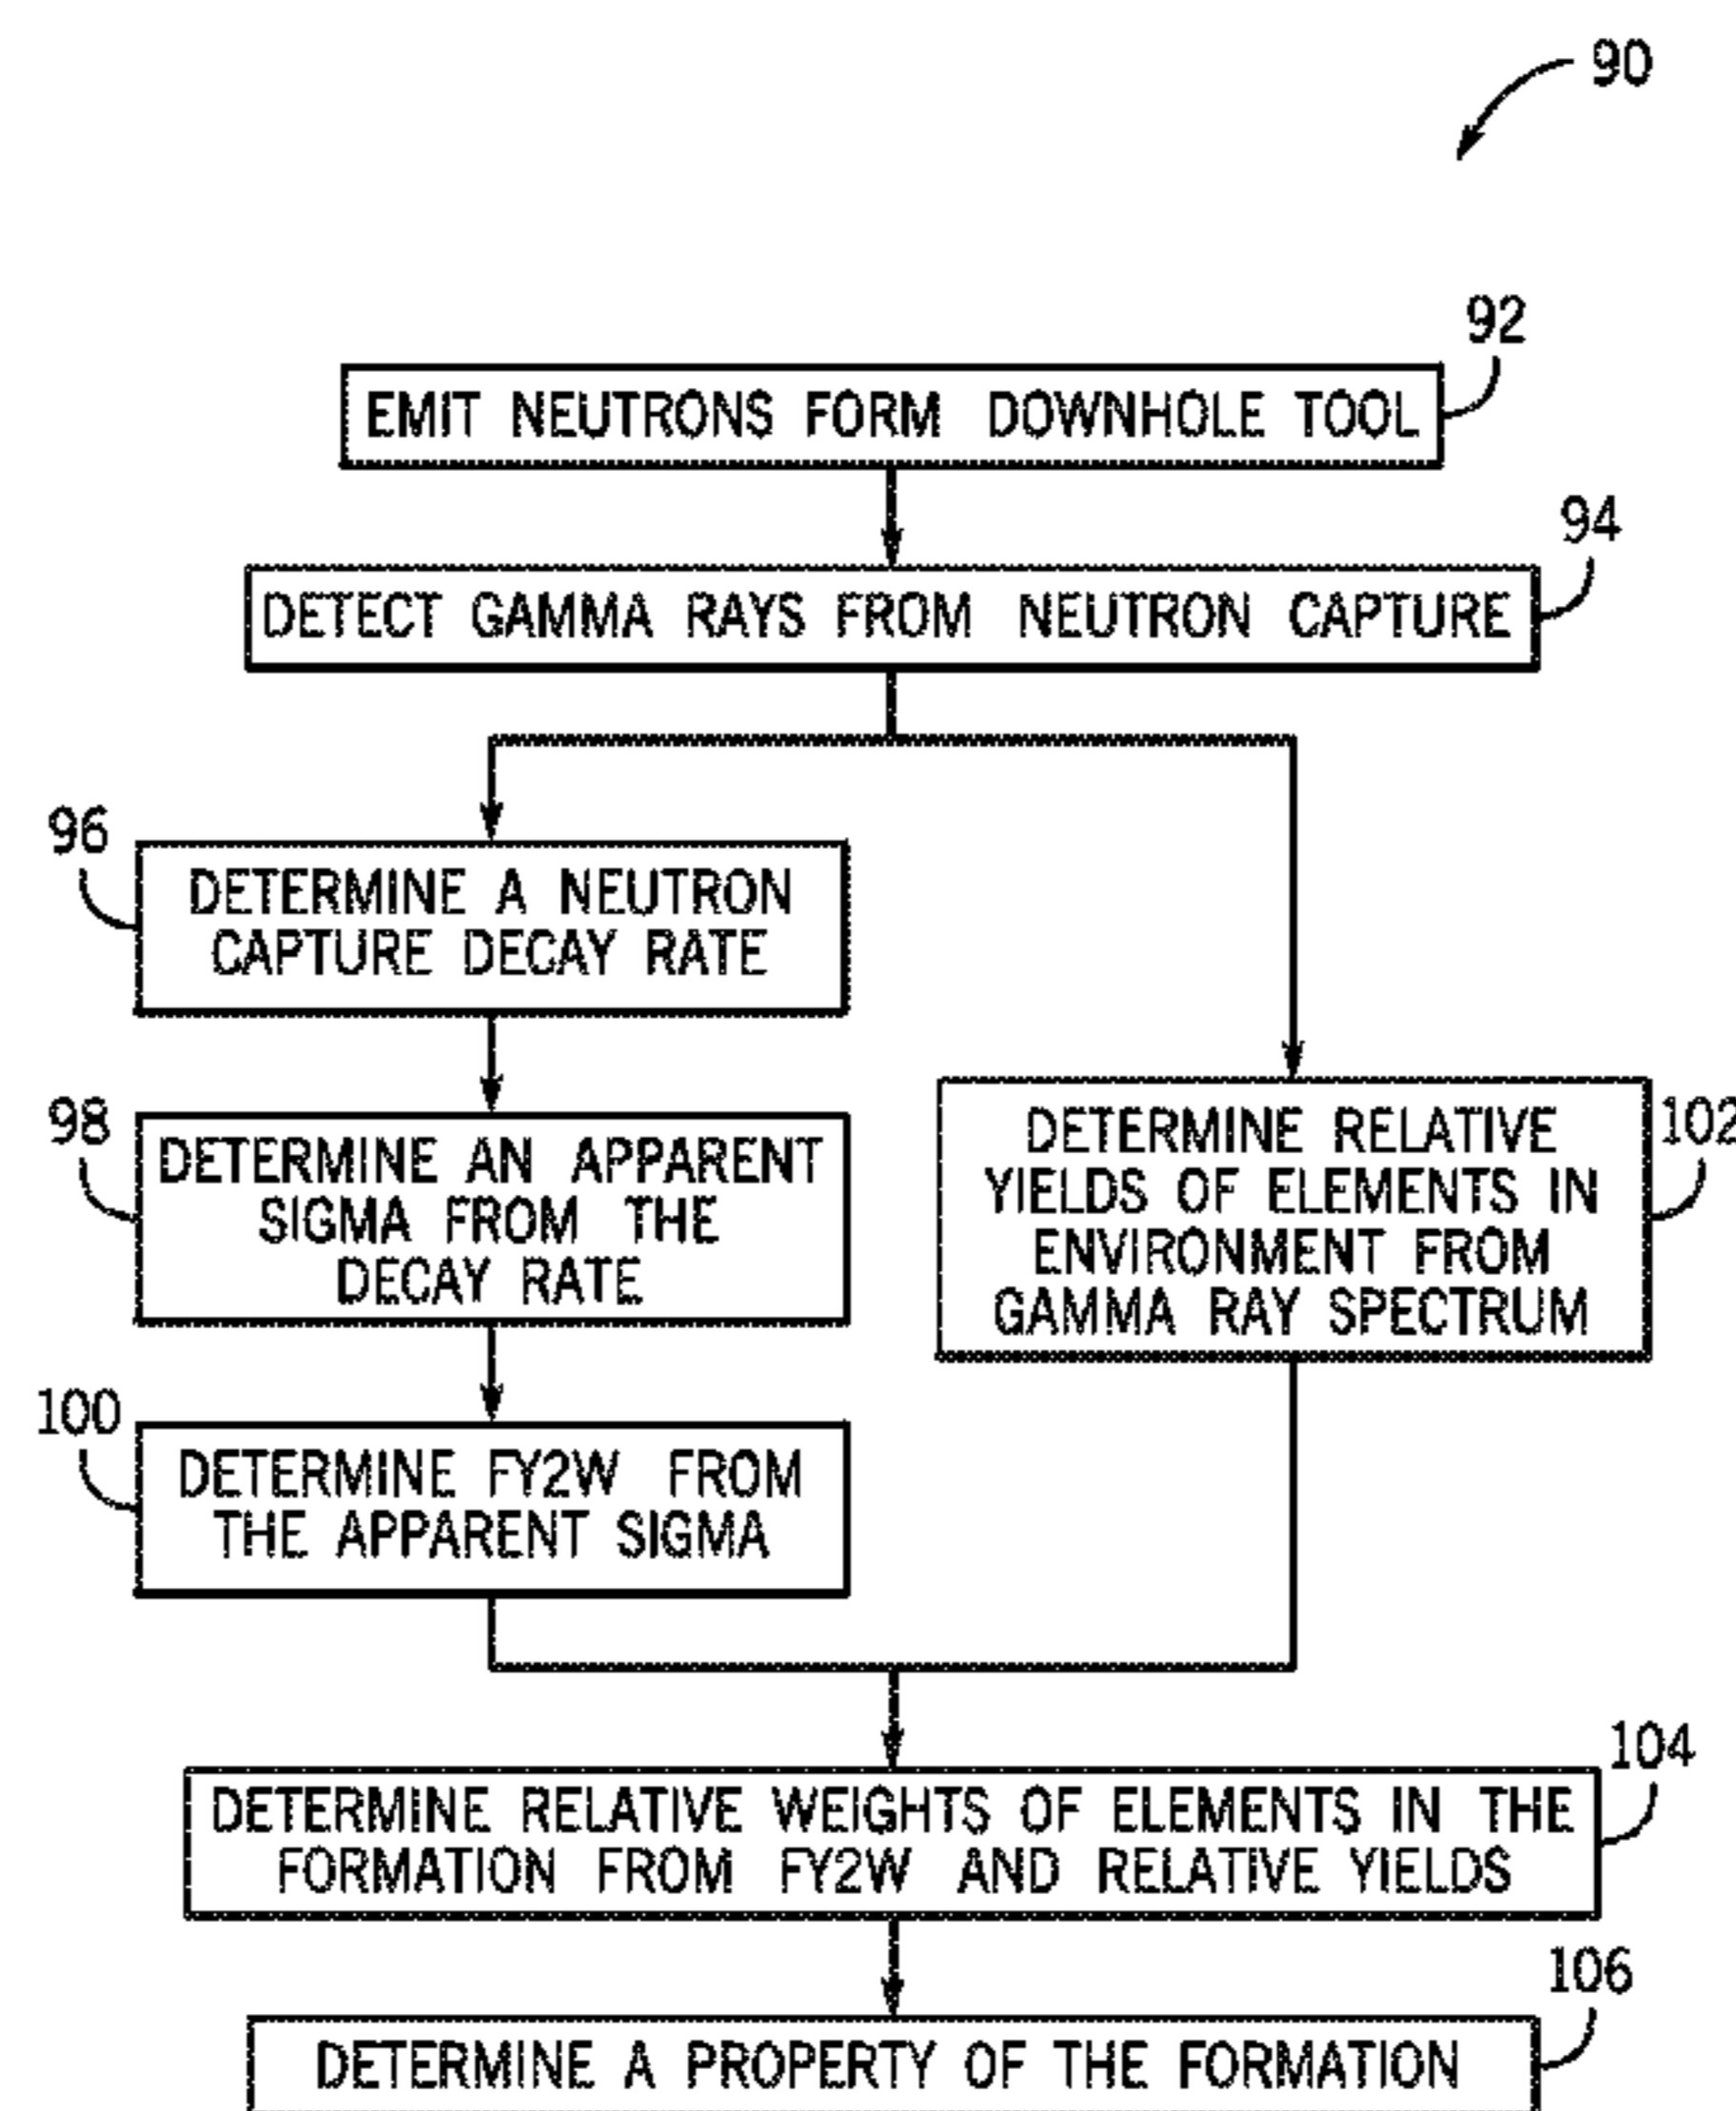 90
92
EMIT NEUTRONS FORM DOWNHOLE TOOL
94
DETECT GAMMA RAYS FROM NEUTRON CAPTURE
96
DETERMINE A NEUTRON
CAPTURE DECAY RATE
98
DETERMINE AN APPARENT
SIGMA FROM THE
DECAY RATE
102
DETERMINE RELATIVE
YIELDS OF ELEMENTS IN
ENVIRONMENT FROM
GAMMA RAY SPECTRUM
100
DETERMINE FY2W FROM
THE APPARENT SIGMA
104
DETERMINE RELATIVE WEIGHTS OF ELEMENTS IN THE
FORMATION FROM FY2W AND RELATIVE YIELDS
106
DETERMINE A PROPERTY OF THE FORMATION